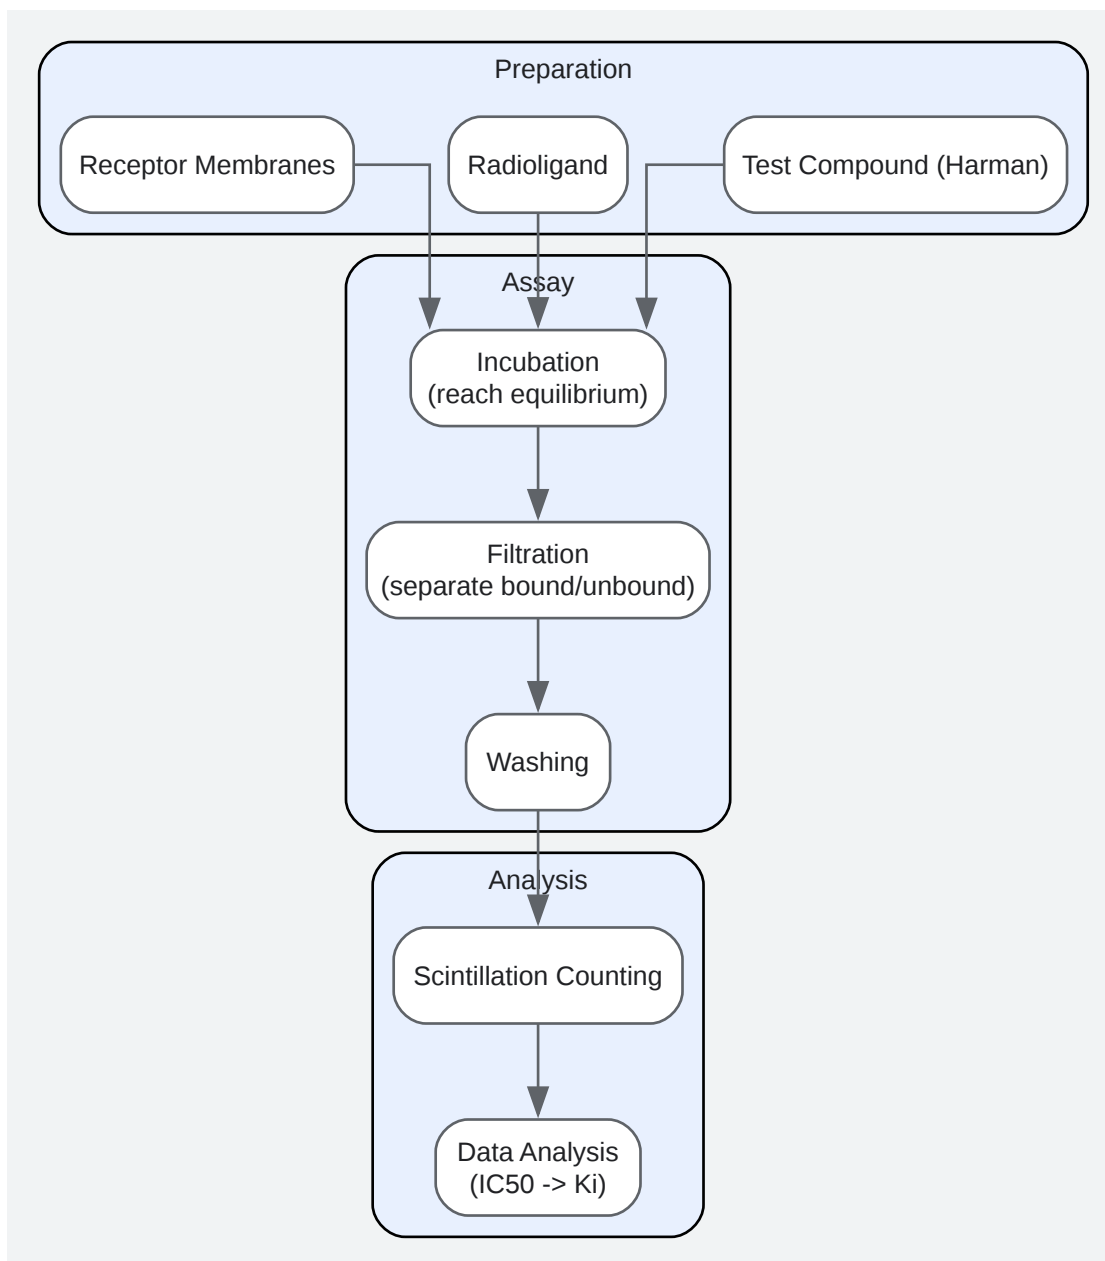 Preparation
Receptor Membranes
Radioligand
Test Compound (Harman)
Assay
Incubation
(reach equilibrium)
Filtration
(separate bound/unbound)
Washing
Analysis
Scintillation Counting
Data Analysis
(IC50 -> Ki)